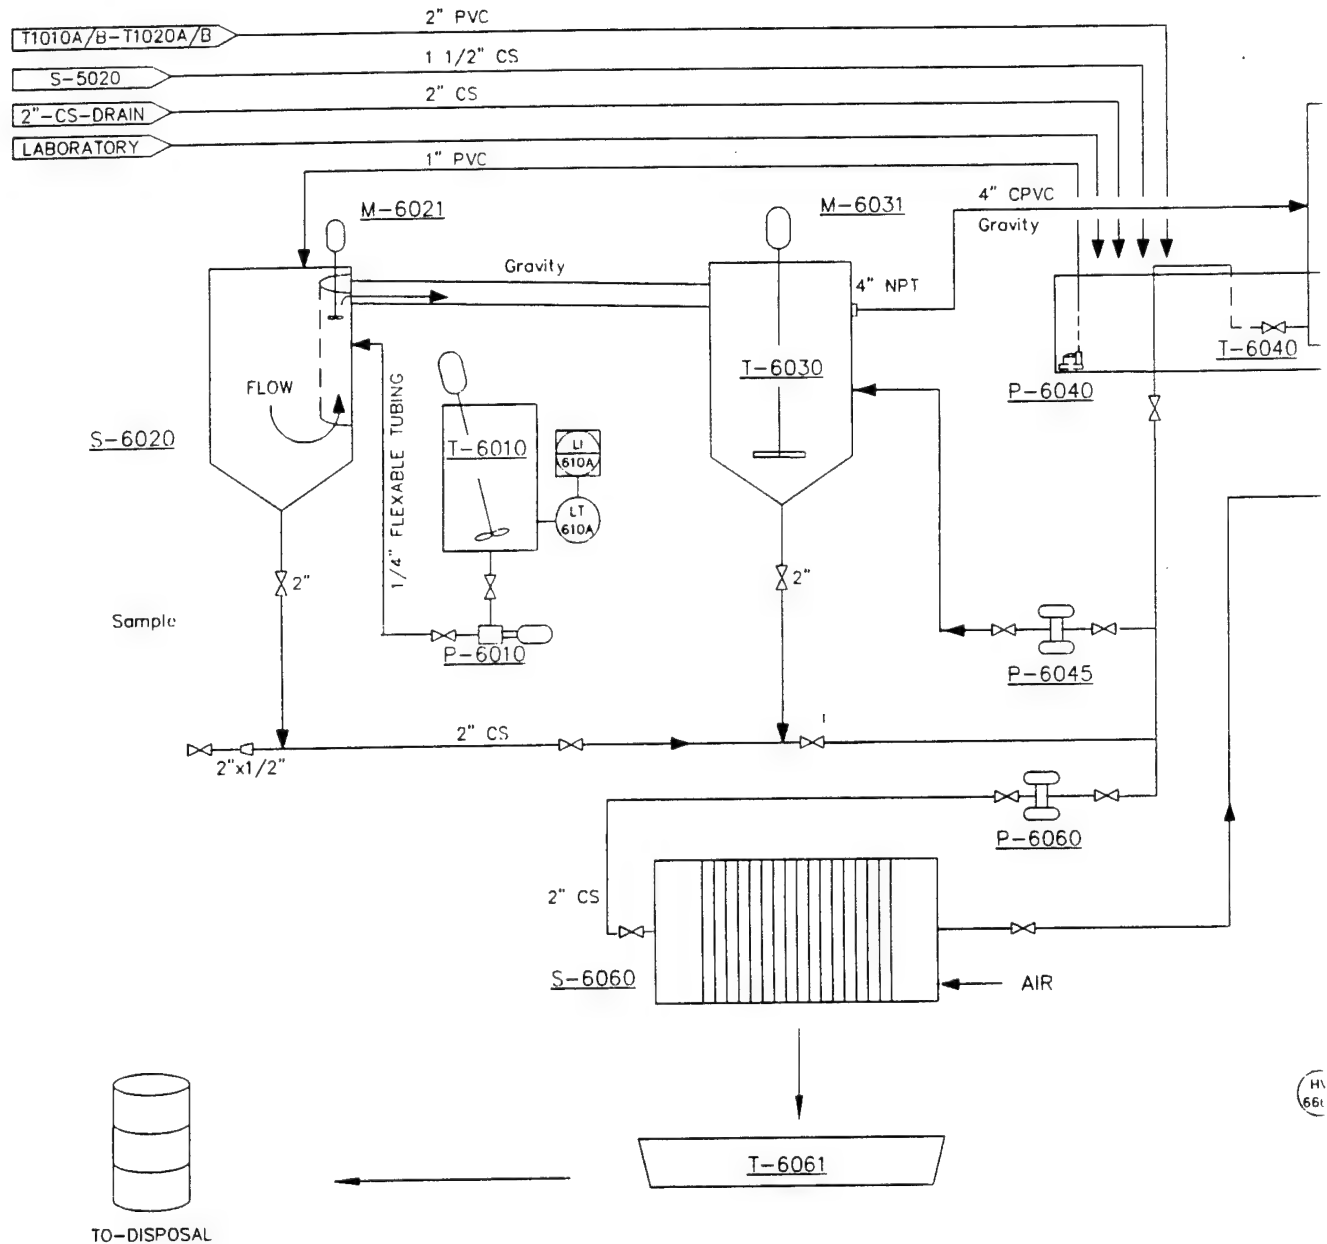 2" PVC
T1010A/B-T1020A/B
1 1/2" CS
S-5020
2" CS
2"-CS-DRAIN
LABORATORY
1" PVC
4" CPVC
M-6021
M-6031
Gravity
Gravity
4" NPT
T-6040
T-6030
FLOW
P-6040
S-6020
T-6010
LI
610A
1/4" FLEXABLE TUBING
LT
610A
2"
2"
Sample
P-6010
P-6045
2" CS
2"x1/2"
P-6060
2" CS
S-6060
AIR
T-6061
TO-DISPOSAL